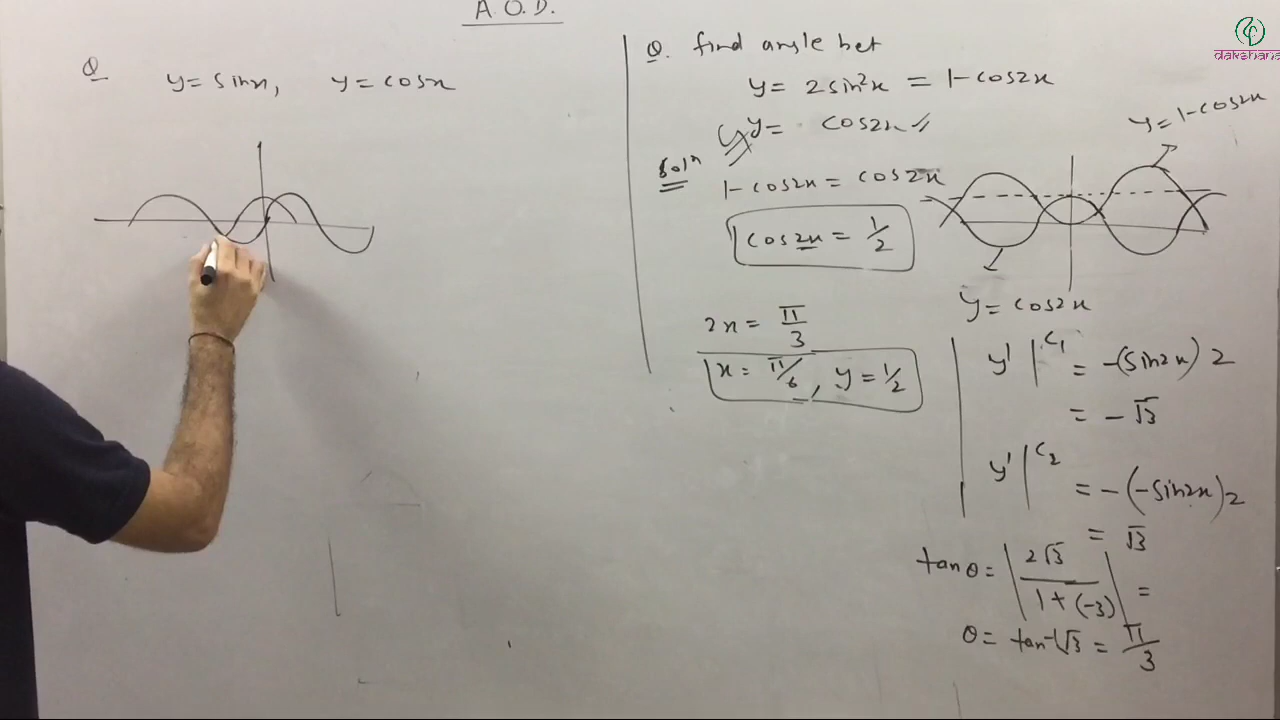 A.O.D.
Q y = sinx, y = cosx
Q. find angle bet
y = 2sin²x = 1-cos2x
y = cos2x
Solⁿ
1-cos2x = cos2x
cos2x = 1/2
2x = π/3
x = π/6, y = 1/2
y = 1-cos2x
y = cos2x
y' | C₁ = -(sin2x) 2
= -√3
y' | C₂ = -(-sin2x) 2
= √3
tanθ = | 2√3 / 1+(-3) | =
θ = tan⁻¹√3 = π/3
dakshana